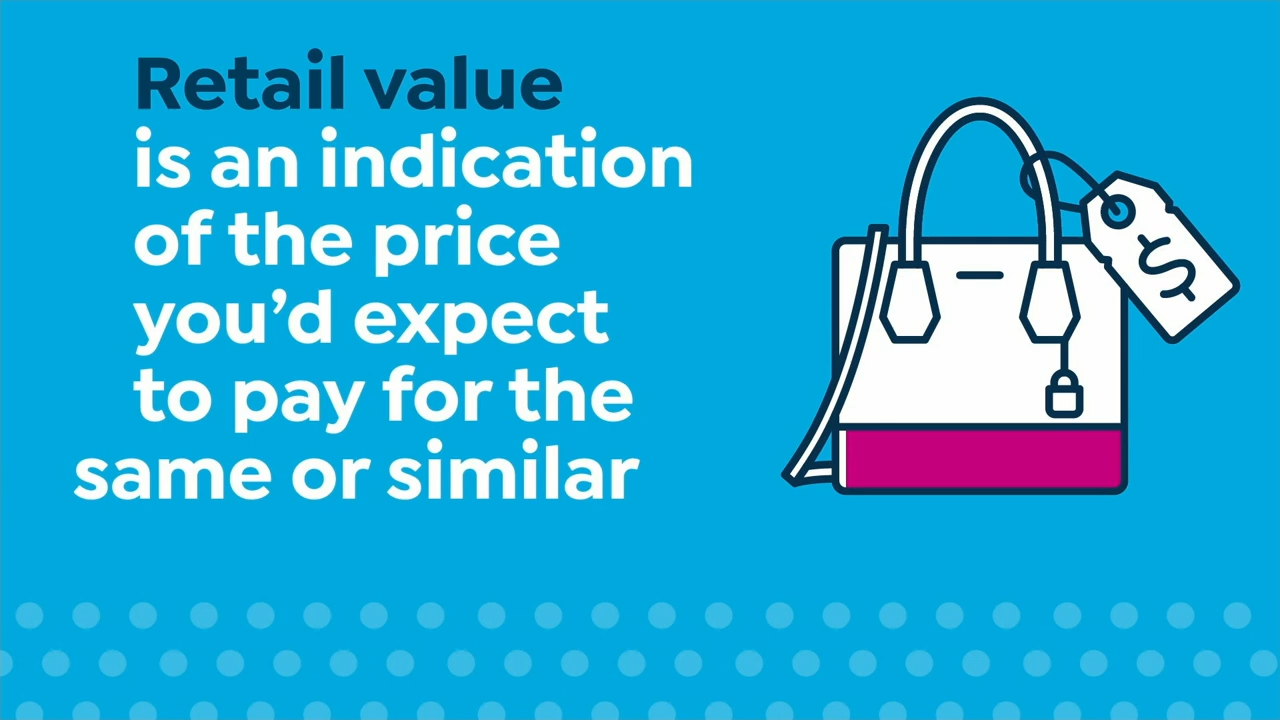 Retail value
is an indication
of the price
you’d expect
to pay for the
same or similar
$